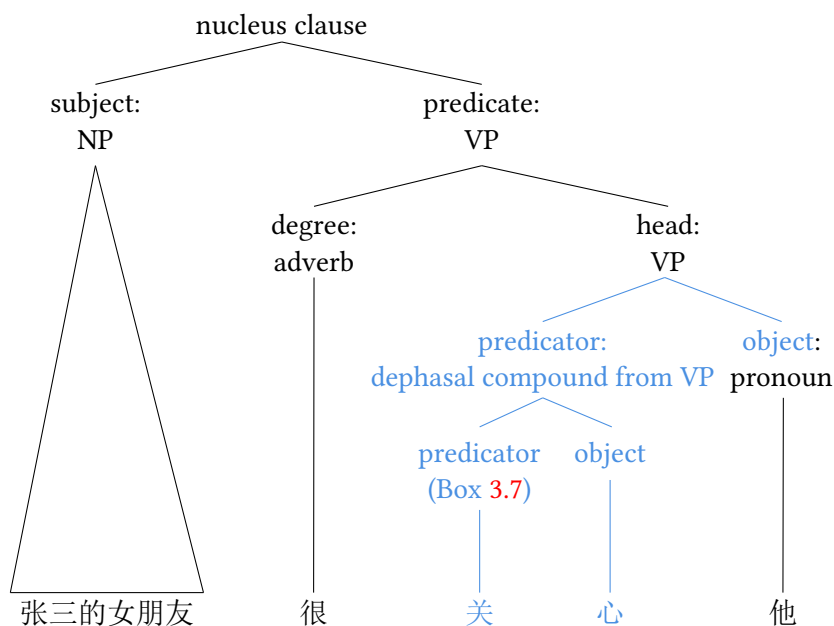 nucleus clause
subject:
NP
predicate:
VP
degree:
adverb
head:
VP
predicator:
dephasal compound from VP
object:
pronoun
predicator
(Box 3.7)
object
张三的女朋友
很
关
心
他